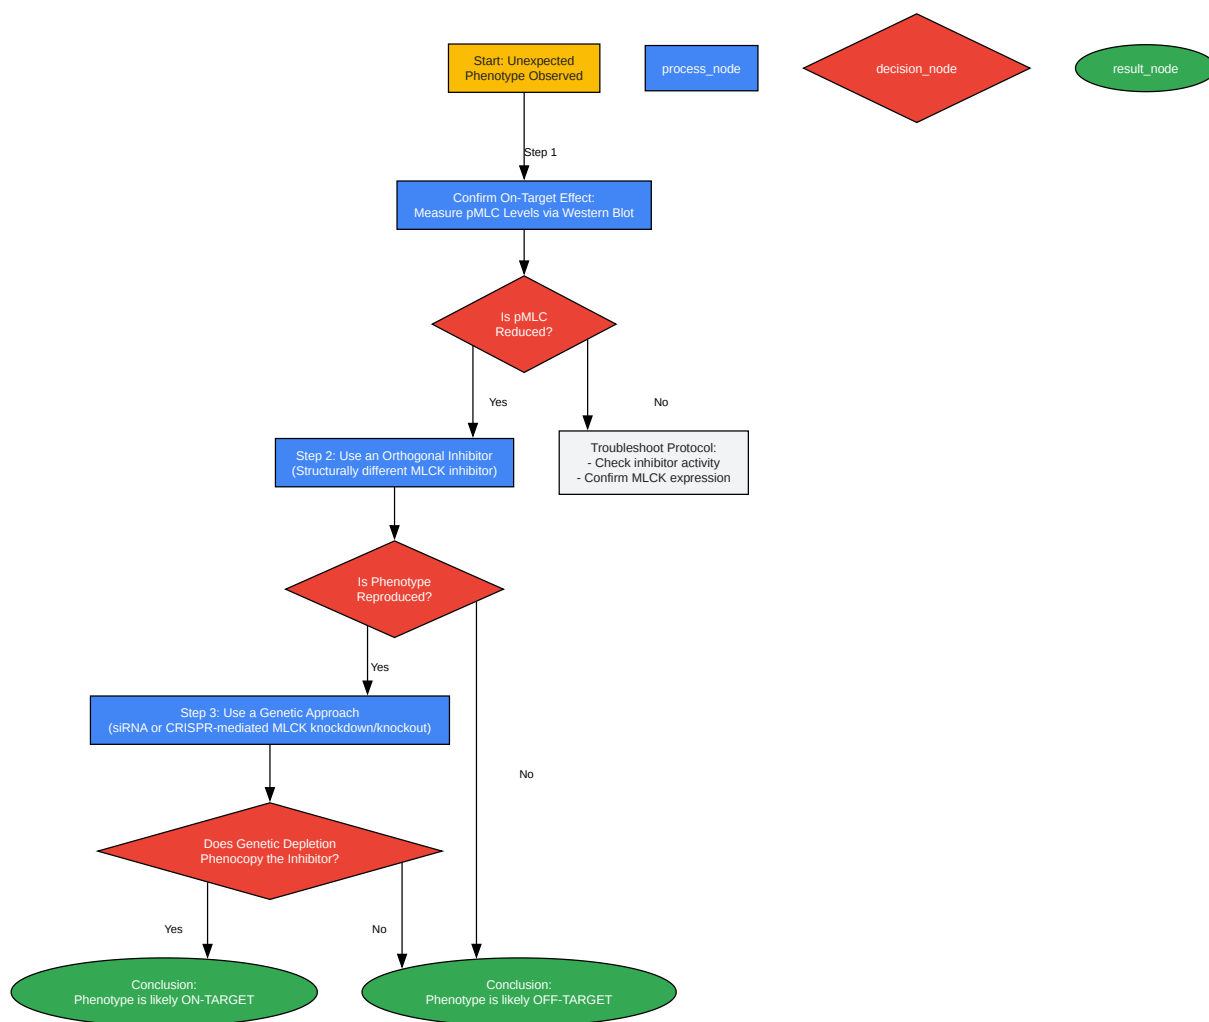 Start: Unexpected
Phenotype Observed
process_node
decision_node
result_node
Step 1
Confirm On-Target Effect:
Measure pMLC Levels via Western Blot
Is pMLC
Reduced?
Yes
No
Step 2: Use an Orthogonal Inhibitor
(Structurally different MLCK inhibitor)
Troubleshoot Protocol:
- Check inhibitor activity
- Confirm MLCK expression
Is Phenotype
Reproduced?
Yes
Step 3: Use a Genetic Approach
(siRNA or CRISPR-mediated MLCK knockdown/knockout)
No
Does Genetic Depletion
Phenocopy the Inhibitor?
Yes
No
Conclusion:
Phenotype is likely ON-TARGET
Conclusion:
Phenotype is likely OFF-TARGET